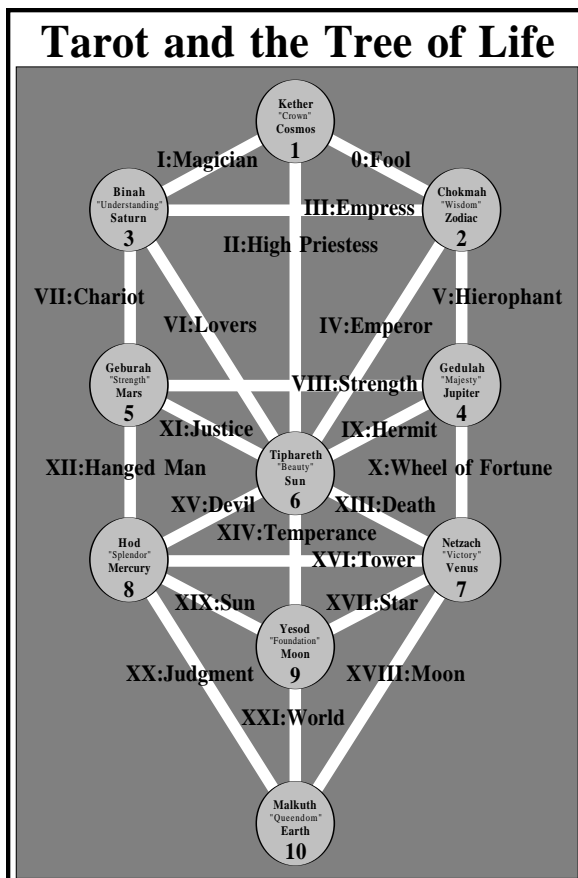 Tarot and the Tree of Life
Kether
"Crown"
Cosmos
1
I:Magician
0:Fool
Binah
"Understanding"
Saturn
3
Chokmah
"Wisdom"
Zodiac
2
III:Empress
II:High Priestess
VII:Chariot
V:Hierophant
VI:Lovers
IV:Emperor
Geburah
"Strength"
Mars
5
Gedulah
"Majesty"
Jupiter
4
VIII:Strength
XI:Justice
IX:Hermit
Tiphareth
"Beauty"
Sun
6
XII:Hanged Man
X:Wheel of Fortune
XV:Devil
XIII:Death
XIV:Temperance
Hod
"Splendor"
Mercury
8
Netzach
"Victory"
Venus
7
XVI:Tower
XIX:Sun
XVII:Star
Yesod
"Foundation"
Moon
9
XX:Judgment
XVIII:Moon
XXI:World
Malkuth
"Queendom"
Earth
10